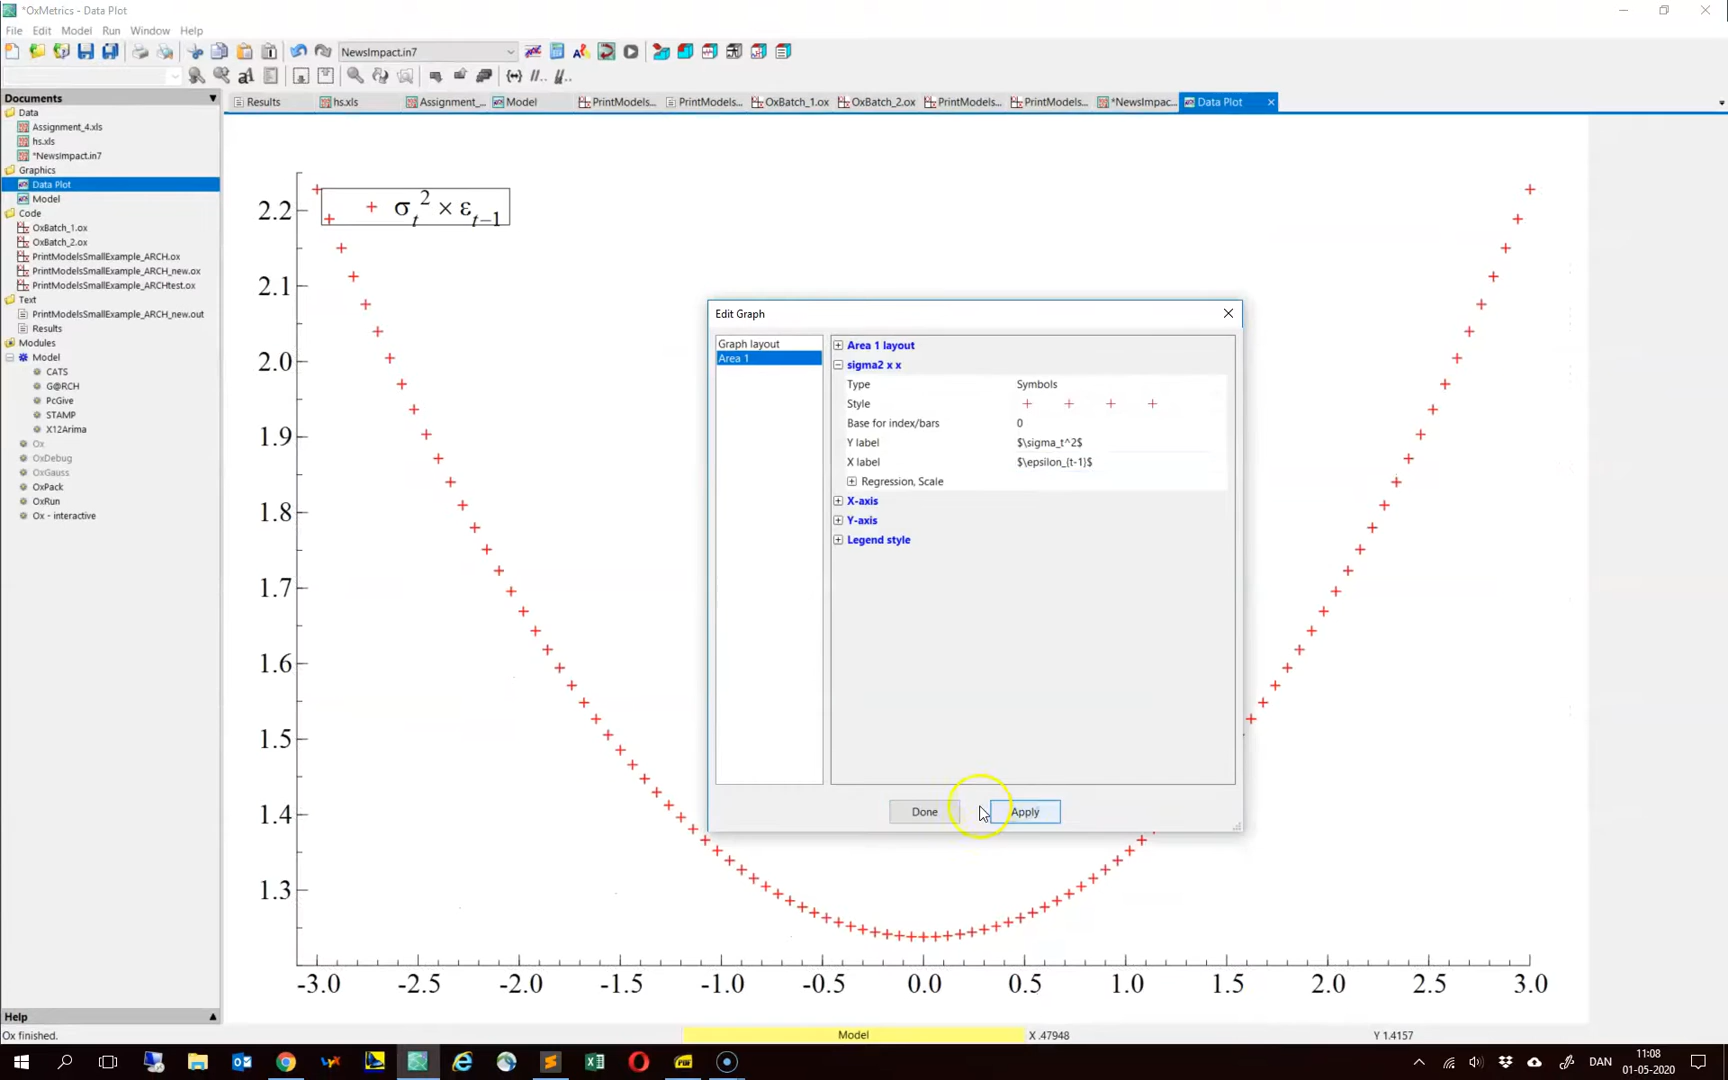 *OxMetrics - Data Plot
File Edit Model Run Window Help
NewsImpact.in7
Documents
Results hs.xls Assignment_... Model PrintModels... PrintModels... OxBatch_1.ox OxBatch_2.ox PrintModels... PrintModels... *NewsImpac... Data Plot
Data
Assignment_4.xls
hs.xls
*NewsImpact.in7
Graphics
Data Plot
Model
Code
OxBatch_1.ox
OxBatch_2.ox
PrintModelsSmallExample_ARCH.ox
PrintModelsSmallExample_ARCH_new.ox
PrintModelsSmallExample_ARCHtest.ox
Text
PrintModelsSmallExample_ARCH_new.out
Results
Modules
Model
CATS
G@RCH
PcGive
STAMP
X12Arima
Ox
OxDebug
OxGauss
OxPack
OxRun
Ox - interactive
Help
σt² × εt−1
2.2
2.1
2.0
1.9
1.8
1.7
1.6
1.5
1.4
1.3
-3.0 -2.5 -2.0 -1.5 -1.0 -0.5 0.0 0.5 1.0 1.5 2.0 2.5 3.0
Edit Graph
Graph layout
Area 1
Area 1 layout
sigma2 x x
Type Symbols
Style
Base for index/bars 0
Y label $\sigma_t^2$
X label $\epsilon_{t-1}$
Regression, Scale
X-axis
Y-axis
Legend style
Done Apply
Ox finished. Model X .47948 Y 1.4157
DAN
11:08
01-05-2020